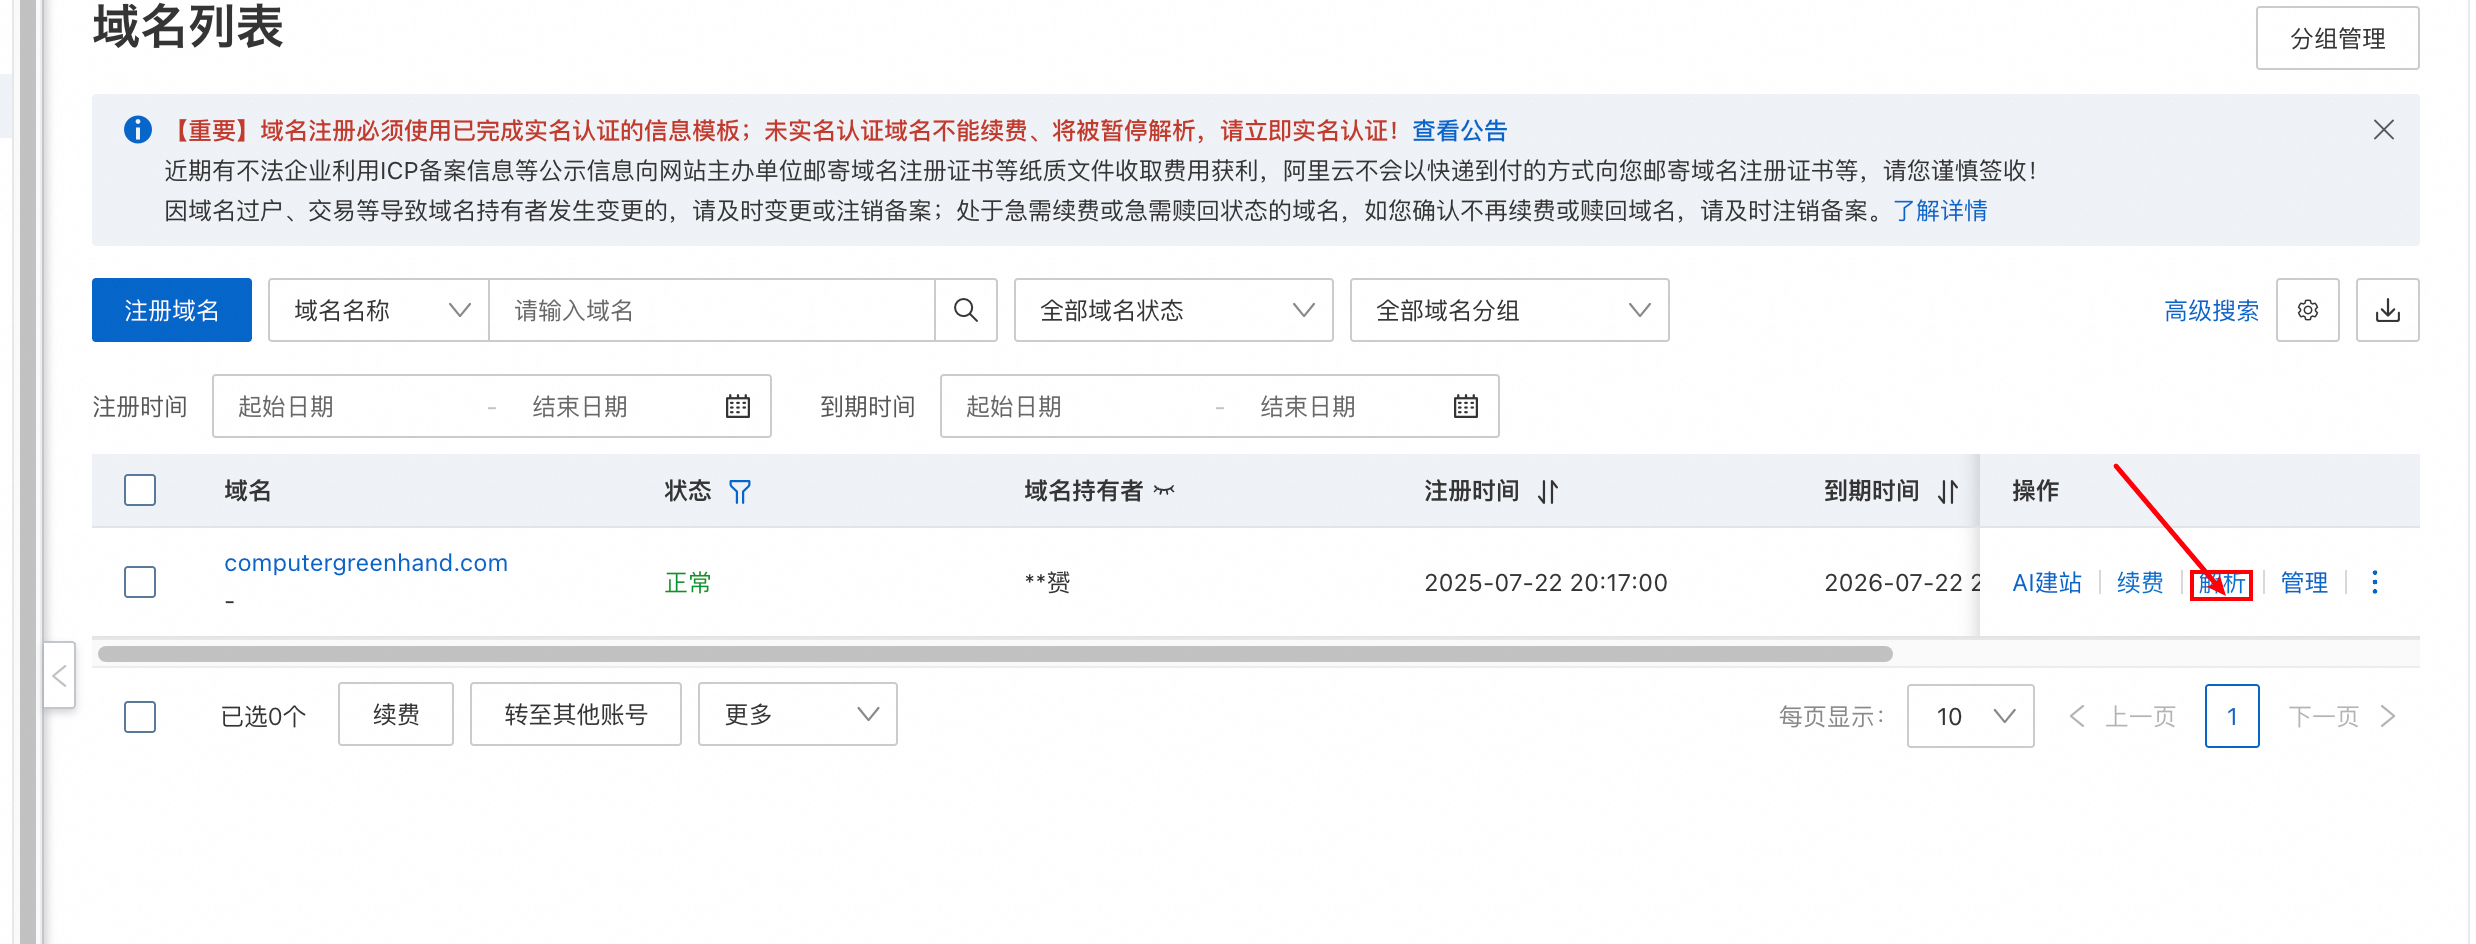 域名列表
分组管理
【重要】域名注册必须使用已完成实名认证的信息模板；未实名认证域名不能续费、将被暂停解析，请立即实名认证！查看公告
近期有不法企业利用ICP备案信息等公示信息向网站主办单位邮寄域名注册证书等纸质文件收取费用获利，阿里云不会以快递到付的方式向您邮寄域名注册证书等，请您谨慎签收！
因域名过户、交易等导致域名持有者发生变更的，请及时变更或注销备案；处于急需续费或急需赎回状态的域名，如您确认不再续费或赎回域名，请及时注销备案。了解详情
注册域名 域名名称 请输入域名 全部域名状态 全部域名分组 高级搜索
注册时间 起始日期 - 结束日期 到期时间 起始日期 - 结束日期
域名 状态 域名持有者 注册时间 到期时间 操作
computergreenhand.com
-
正常 **赟 2025-07-22 20:17:00 2026-07-22 2 AI建站 续费 解析 管理
已选0个 续费 转至其他账号 更多 每页显示： 10 上一页 1 下一页